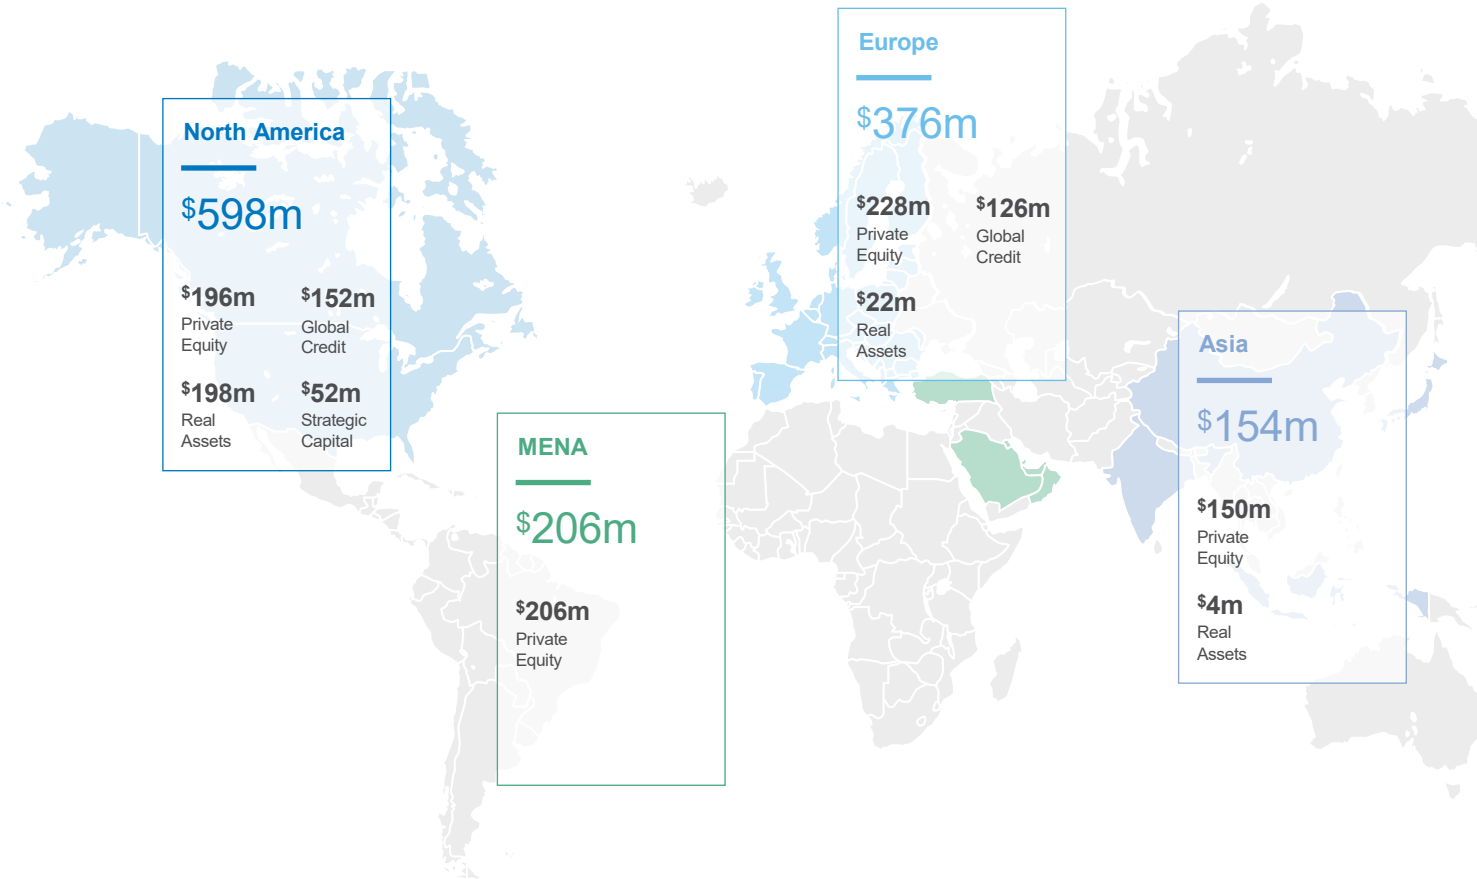 North America
$598m
$196m
Private
Equity
$152m
Global
Credit
$198m
Real
Assets
$52m
Strategic
Capital
MENA
$206m
$206m
Private
Equity
Europe
$376m
$228m
Private
Equity
$126m
Global
Credit
$22m
Real
Assets
Asia
$154m
$150m
Private
Equity
$4m
Real
Assets